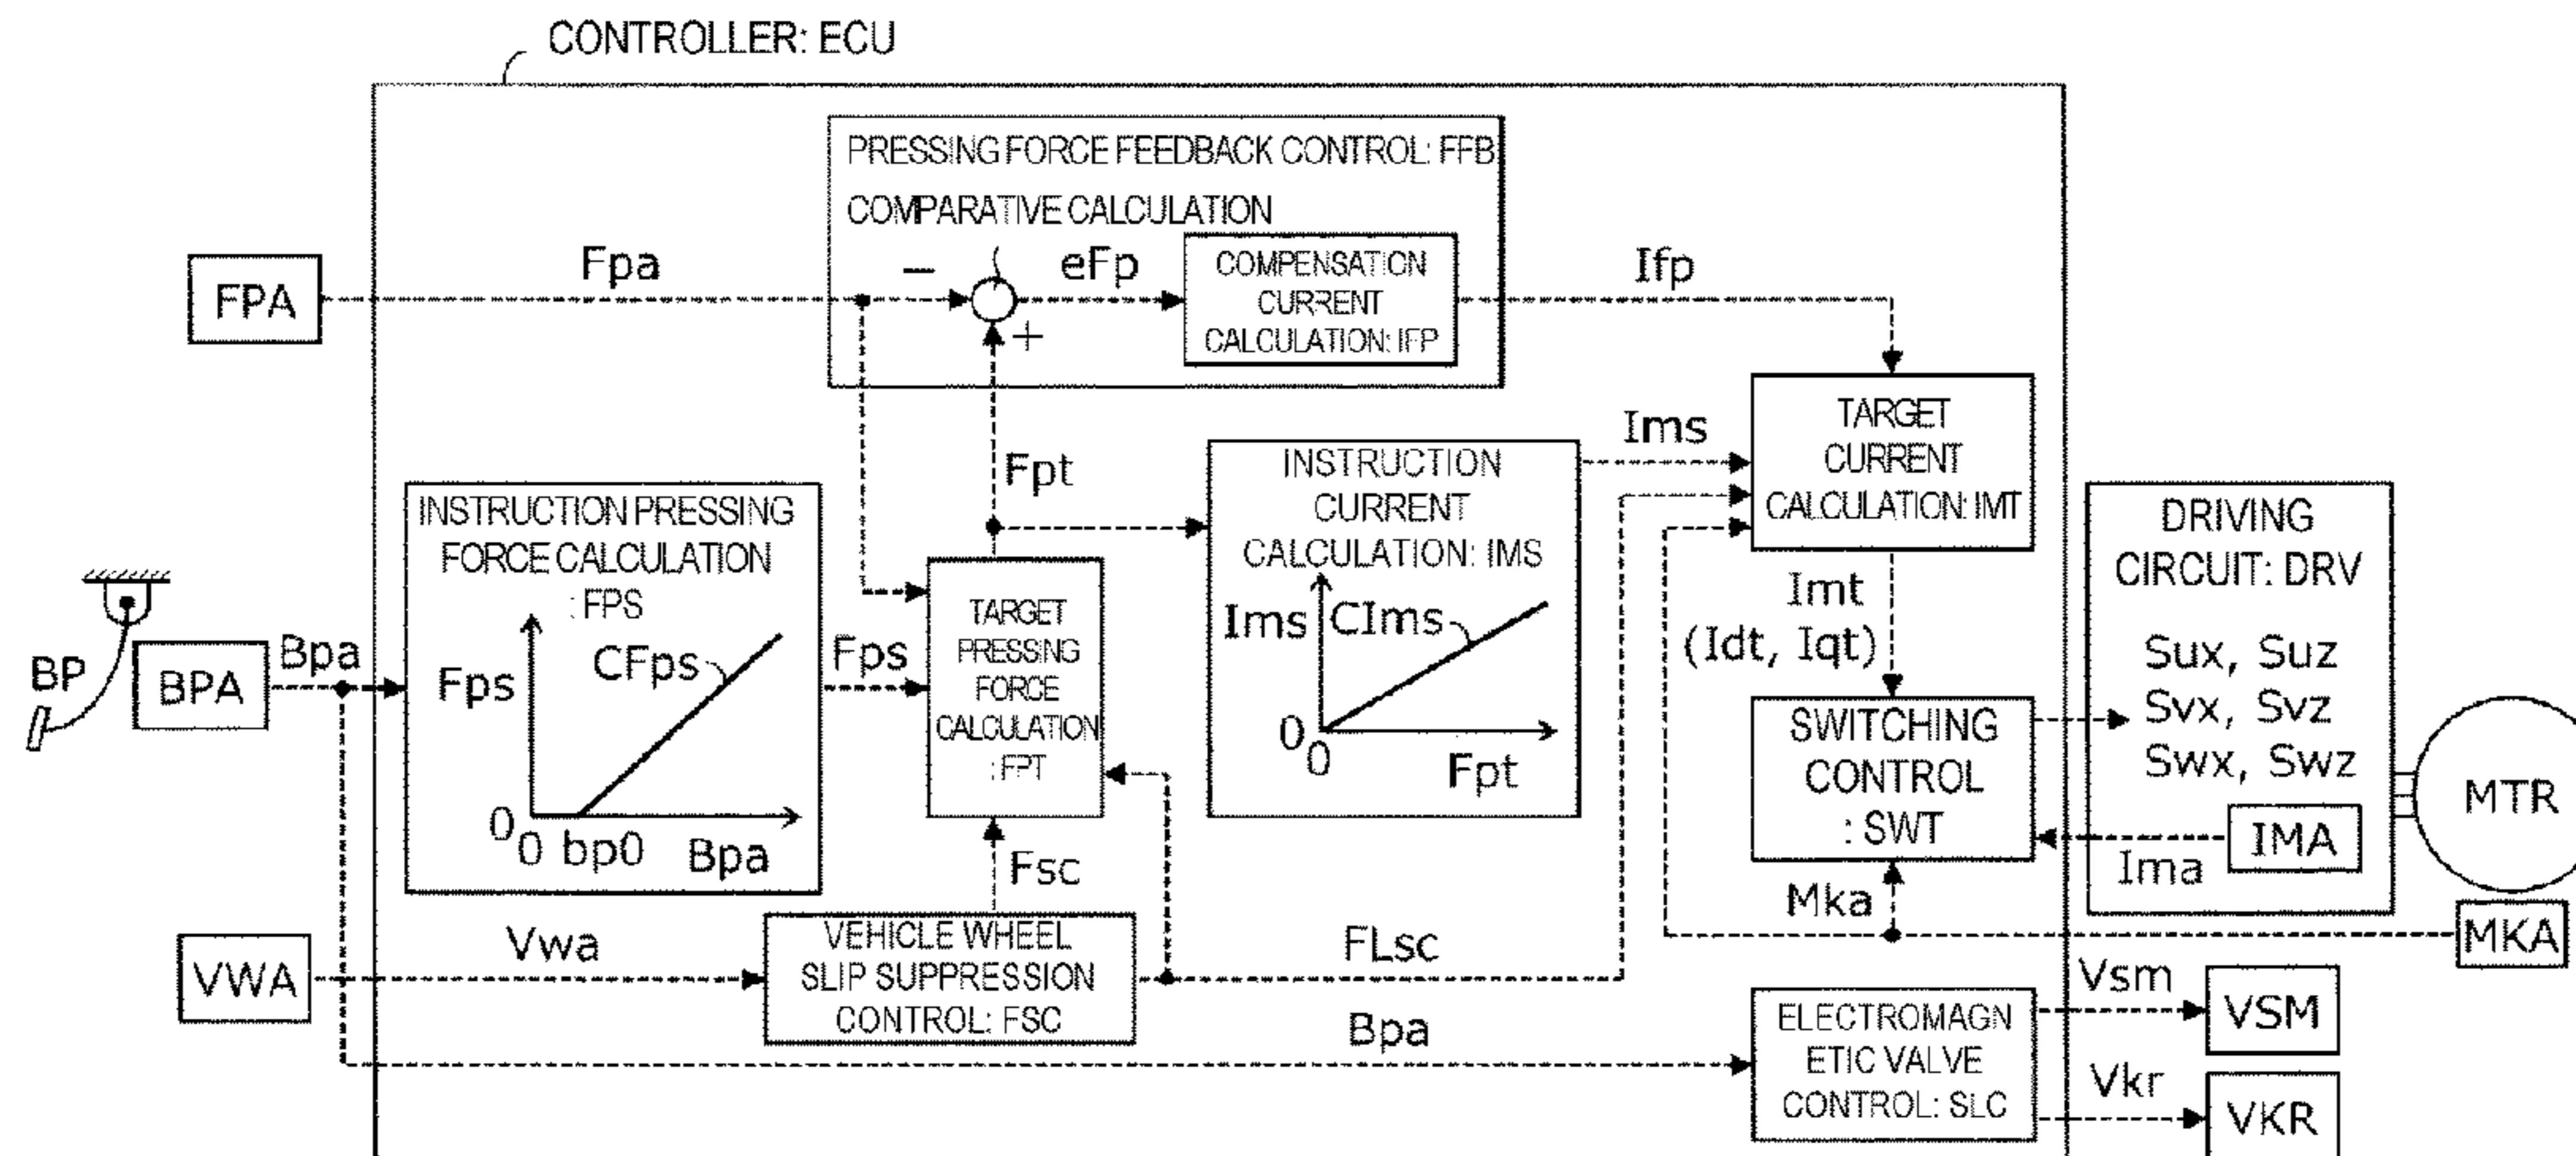 CONTROLLER: ECU
PRESSING FORCE FEEDBACK CONTROL: FFB
COMPARATIVE CALCULATION
FPA
Fpa
−
+
eFp
COMPENSATION
CURRENT
CALCULATION: IFP
Ifp
Fpt
INSTRUCTION PRESSING
FORCE CALCULATION
: FPS
Fps
CFps
0
0
bp0
Bpa
BP
BPA
Bpa
Fps
TARGET
PRESSING
FORCE
CALCULATION
: FPT
Fsc
INSTRUCTION
CURRENT
CALCULATION: IMS
Ims
CIms
0
0
Fpt
Ims
TARGET
CURRENT
CALCULATION: IMT
Imt
(Idt, Iqt)
SWITCHING
CONTROL
: SWT
Mka
DRIVING
CIRCUIT: DRV
Sux, Suz
Svx, Svz
Swx, Swz
IMA
Ima
MTR
MKA
VWA
Vwa
VEHICLE WHEEL
SLIP SUPPRESSION
CONTROL: FSC
FLsc
Bpa
ELECTROMAGN
ETIC VALVE
CONTROL: SLC
Vsm
VSM
Vkr
VKR